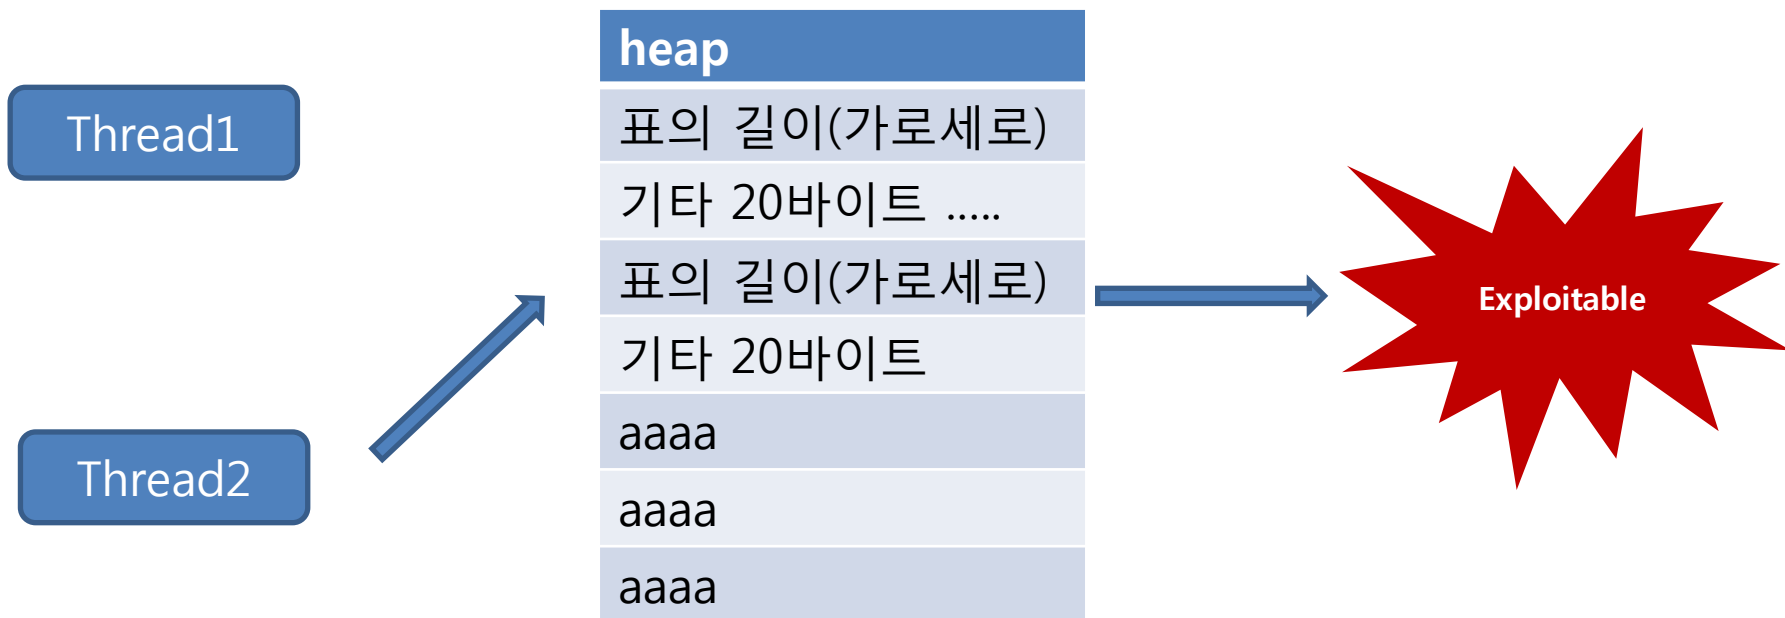 Thread1
Thread2
heap
표의 길이(가로세로)
기타 20바이트 .....
표의 길이(가로세로)
기타 20바이트
aaaa
aaaa
aaaa
Exploitable